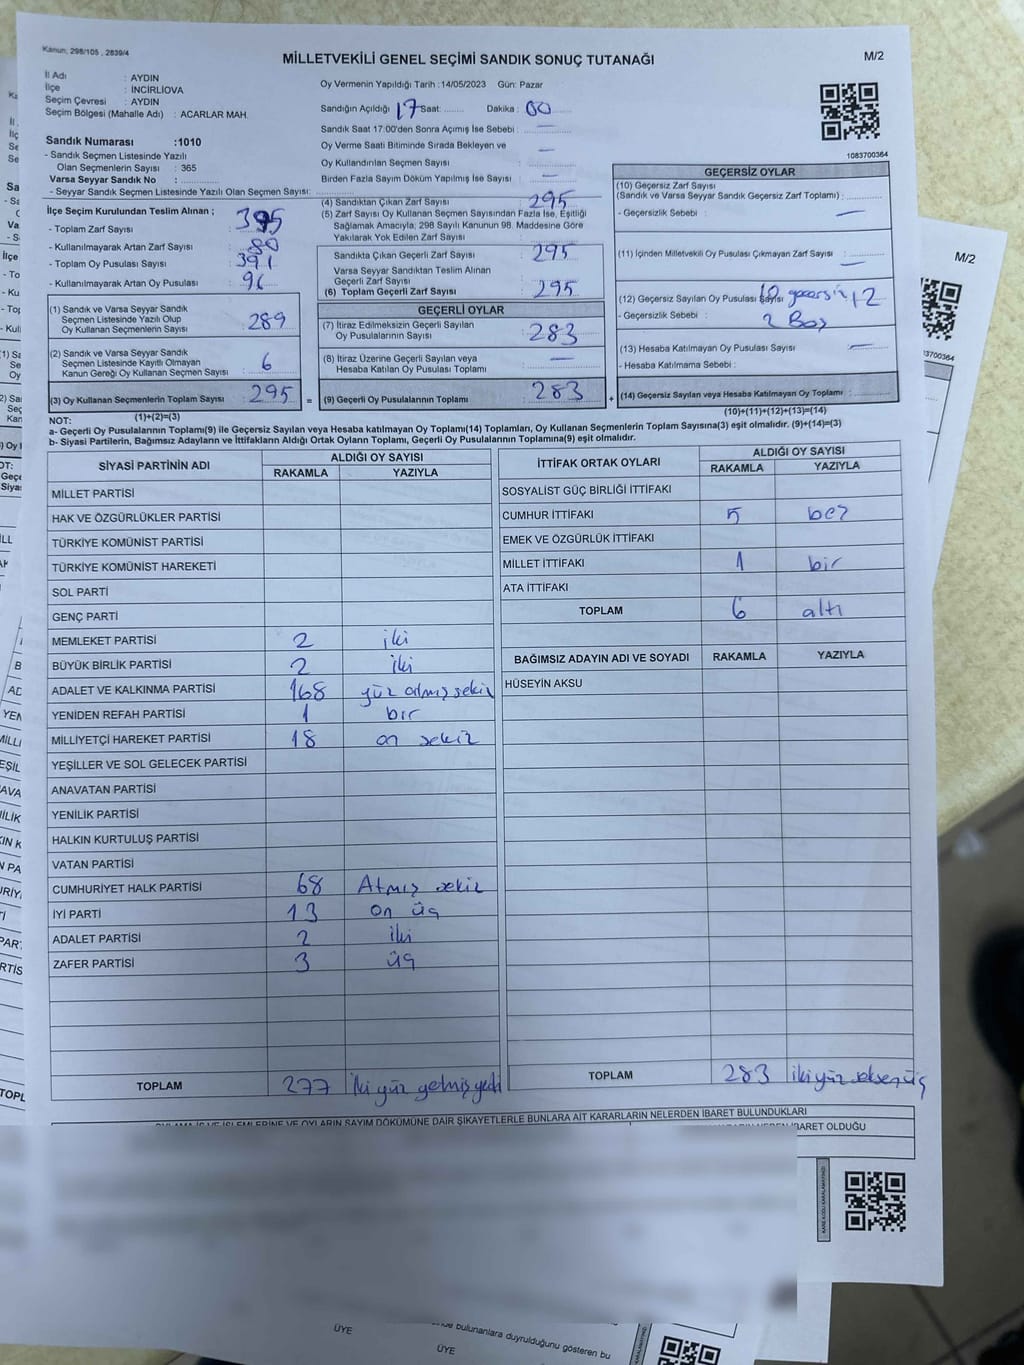 Kanun; 298/105 , 2839/4
MİLLETVEKİLİ GENEL SEÇİMİ SANDIK SONUÇ TUTANAĞI
M/2
İl Adı : AYDIN
İlçe : İNCİRLİOVA
Seçim Çevresi : AYDIN
Seçim Bölgesi (Mahalle Adı) : ACARLAR MAH.
Sandık Numarası :1010
- Sandık Seçmen Listesinde Yazılı
Olan Seçmenlerin Sayısı : 365
Varsa Seyyar Sandık No :
- Seyyar Sandık Seçmen Listesinde Yazılı Olan Seçmen Sayısı:
Oy Vermenin Yapıldığı Tarih :14/05/2023 Gün: Pazar
Sandığın Açıldığı 17 Saat: Dakika : 00
Sandık Saat 17:00'den Sonra Açımış İse Sebebi : —
Oy Verme Saati Bitiminde Sırada Bekleyen ve
Oy Kullandırılan Seçmen Sayısı : —
Birden Fazla Sayım Döküm Yapılmış İse Sayısı : —
1083700364
İlçe Seçim Kurulundan Teslim Alınan ;
- Toplam Zarf Sayısı : 395
- Kullanılmayarak Artan Zarf Sayısı : 80
- Toplam Oy Pusulası Sayısı : 391
- Kullanılmayarak Artan Oy Pusulası : 96
(1) Sandık ve Varsa Seyyar Sandık
Seçmen Listesinde Yazılı Olup
Oy Kullanan Seçmenlerin Sayısı : 289
(2) Sandık ve Varsa Seyyar Sandık
Seçmen Listesinde Kayıtlı Olmayan
Kanun Gereği Oy Kullanan Seçmen Sayısı : 6
(3) Oy Kullanan Seçmenlerin Toplam Sayısı : 295 =
(4) Sandıktan Çıkan Zarf Sayısı : 295
(5) Zarf Sayısı Oy Kullanan Seçmen Sayısından Fazla İse, Eşitliği
Sağlamak Amacıyla; 298 Sayılı Kanunun 98. Maddesine Göre
Yakılarak Yok Edilen Zarf Sayısı :
Sandıkta Çıkan Geçerli Zarf Sayısı : 295
Varsa Seyyar Sandıktan Teslim Alınan
Geçerli Zarf Sayısı :
(6) Toplam Geçerli Zarf Sayısı : 295
GEÇERLİ OYLAR
(7) İtiraz Edilmeksizin Geçerli Sayılan
Oy Pusulalarının Sayısı : 283
(8) İtiraz Üzerine Geçerli Sayılan veya
Hesaba Katılan Oy Pusulası Toplamı : —
(9) Geçerli Oy Pusulalarının Toplamı : 283 +
GEÇERSİZ OYLAR
(10) Geçersiz Zarf Sayısı
(Sandık ve Varsa Seyyar Sandık Geçersiz Zarf Toplamı) :
- Geçersizlik Sebebi : —
(11) İçinden Milletvekili Oy Pusulası Çıkmayan Zarf Sayısı : —
(12) Geçersiz Sayılan Oy Pusulası Sayısı 12
- Geçersizlik Sebebi : 2 Boş
(13) Hesaba Katılmayan Oy Pusulası Sayısı : —
- Hesaba Katılmama Sebebi :
(14) Geçersiz Sayılan veya Hesaba Katılmayan Oy Toplamı :
(10)+(11)+(12)+(13)=(14)
NOT: (1)+(2)=(3)
a- Geçerli Oy Pusulalarının Toplamı(9) ile Geçersiz Sayılan veya Hesaba katılmayan Oy Toplamı(14) Toplamları, Oy Kullanan Seçmenlerin Toplam Sayısına(3) eşit olmalıdır. (9)+(14)=(3)
b- Siyasi Partilerin, Bağımsız Adayların ve İttifakların Aldığı Ortak Oyların Toplamı, Geçerli Oy Pusulalarının Toplamına(9) eşit olmalıdır.
SİYASİ PARTİNİN ADI ALDIĞI OY SAYISI
RAKAMLA YAZIYLA
MİLLET PARTİSİ
HAK VE ÖZGÜRLÜKLER PARTİSİ
TÜRKİYE KOMÜNİST PARTİSİ
TÜRKİYE KOMÜNİST HAREKETİ
SOL PARTİ
GENÇ PARTİ
MEMLEKET PARTİSİ 2 iki
BÜYÜK BİRLİK PARTİSİ 2 iki
ADALET VE KALKINMA PARTİSİ 168 yüz atmış sekiz
YENİDEN REFAH PARTİSİ 1 bir
MİLLİYETÇİ HAREKET PARTİSİ 18 on sekiz
YEŞİLLER VE SOL GELECEK PARTİSİ
ANAVATAN PARTİSİ
YENİLİK PARTİSİ
HALKIN KURTULUŞ PARTİSİ
VATAN PARTİSİ
CUMHURİYET HALK PARTİSİ 68 Atmış sekiz
İYİ PARTİ 13 on üç
ADALET PARTİSİ 2 iki
ZAFER PARTİSİ 3 üç
TOPLAM 277 İki yüz yetmiş yedi
İTTİFAK ORTAK OYLARI ALDIĞI OY SAYISI
RAKAMLA YAZIYLA
SOSYALİST GÜÇ BİRLİĞİ İTTİFAKI
CUMHUR İTTİFAKI 5 beş
EMEK VE ÖZGÜRLÜK İTTİFAKI
MİLLET İTTİFAKI 1 bir
ATA İTTİFAKI
TOPLAM 6 altı
BAĞIMSIZ ADAYIN ADI VE SOYADI RAKAMLA YAZIYLA
HÜSEYİN AKSU
TOPLAM 283 iki yüz seksen üç
SAYIM DÖKÜMÜNE DAİR ŞİKAYETLERLE BUNLARA AİT KARARLARIN NELERDEN İBARET BULUNDUKLARI
İBARET OLDUĞU
M/2
ÜYE
ÜYE
bulunanlara duyrulduğunu gösteren bu